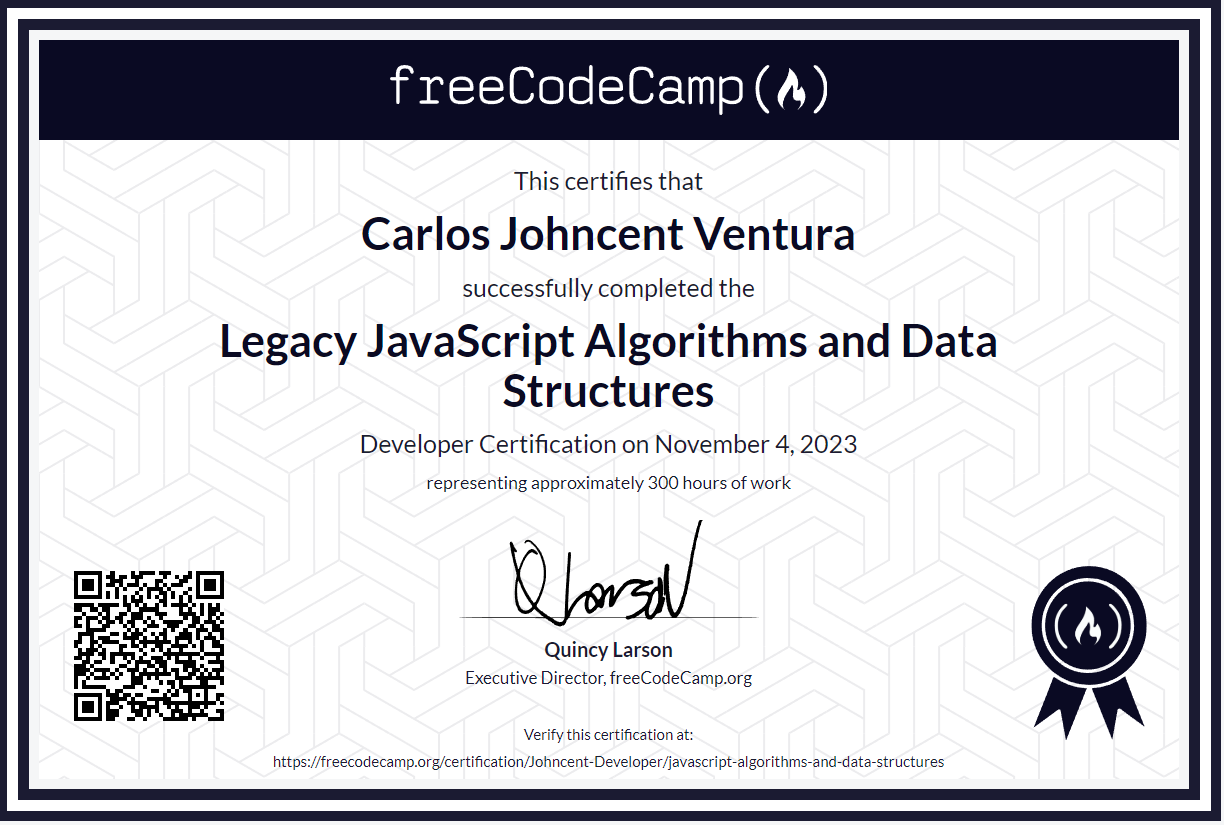 freeCodeCamp
This certifies that
Carlos Johncent Ventura
successfully completed the
Legacy JavaScript Algorithms and Data
Structures
Developer Certification on November 4, 2023
representing approximately 300 hours of work
Q Larson
Quincy Larson
Executive Director, freeCodeCamp.org
Verify this certification at:
https://freecodecamp.org/certification/Johncent-Developer/javascript-algorithms-and-data-structures